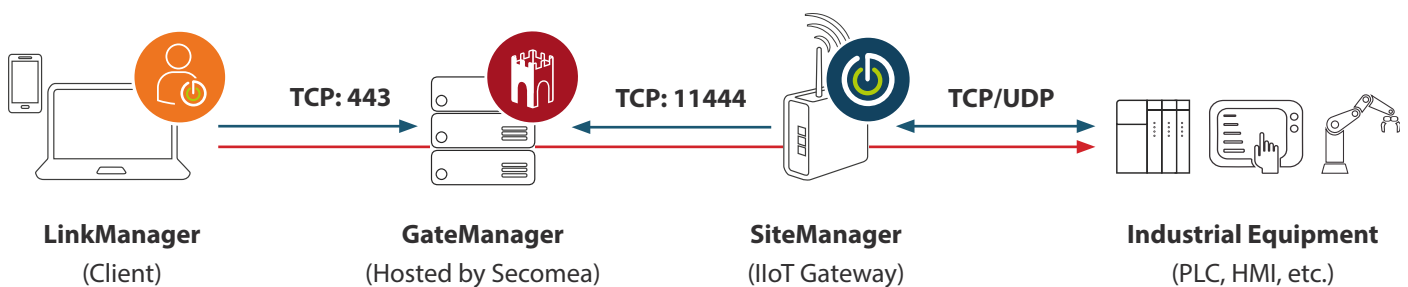 TCP: 443
TCP: 11444
TCP/UDP
LinkManager
(Client)
GateManager
(Hosted by Secomea)
SiteManager
(IIoT Gateway)
Industrial Equipment
(PLC, HMI, etc.)